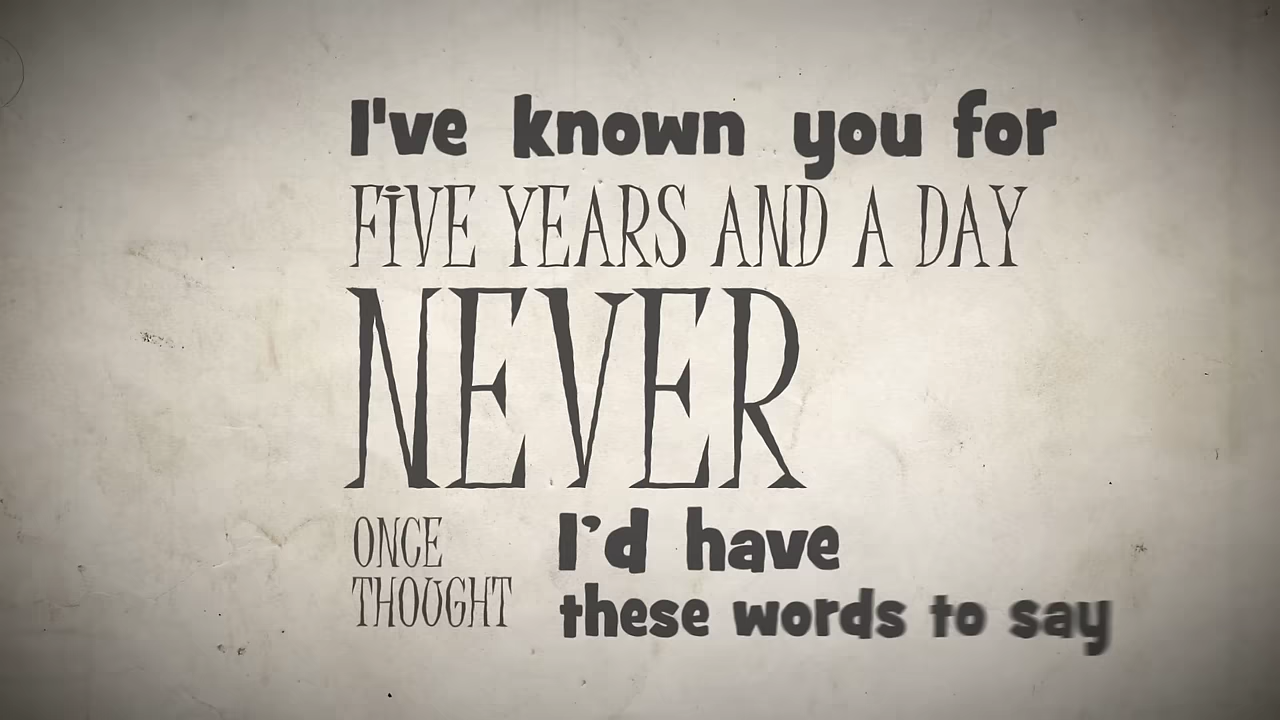 I've known you for
FIVE YEARS AND A DAY
NEVER
ONCE
THOUGHT
I'd have
these words to say